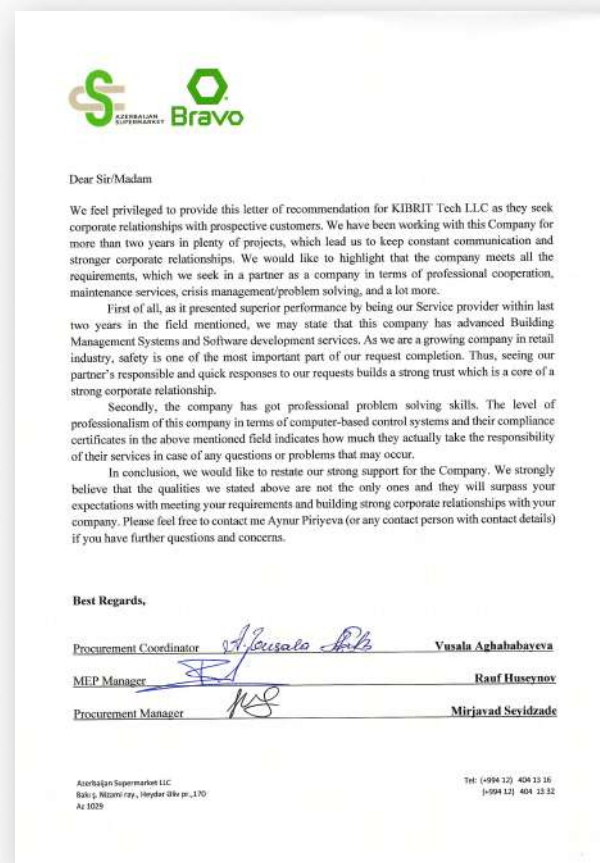 AZERBAIJAN
SUPERMARKET
Bravo
Dear Sir/Madam
We feel privileged to provide this letter of recommendation for KIBRIT Tech LLC as they seek
corporate relationships with prospective customers. We have been working with this Company for
more than two years in plenty of projects, which lead us to keep constant communication and
stronger corporate relationships. We would like to highlight that the company meets all the
requirements, which we seek in a partner as a company in terms of professional cooperation,
maintenance services, crisis management/problem solving, and a lot more.
First of all, as it presented superior performance by being our Service provider within last
two years in the field mentioned, we may state that this company has advanced Building
Management Systems and Software development services. As we are a growing company in retail
industry, safety is one of the most important part of our request completion. Thus, seeing our
partner's responsible and quick responses to our requests builds a strong trust which is a core of a
strong corporate relationship.
Secondly, the company has got professional problem solving skills. The level of
professionalism of this company in terms of computer-based control systems and their compliance
certificates in the above mentioned field indicates how much they actually take the responsibility
of their services in case of any questions or problems that may occur.
In conclusion, we would like to restate our strong support for the Company. We strongly
believe that the qualities we stated above are not the only ones and they will surpass your
expectations with meeting your requirements and building strong corporate relationships with your
company. Please feel free to contact me Aynur Piriyeva (or any contact person with contact details)
if you have further questions and concerns.
Best Regards,
Procurement Coordinator Vusala Aghababayeva
MEP Manager Rauf Huseynov
Procurement Manager Mirjavad Seyidzade
Azerbaijan Supermarket LLC
Bakı ş. Nizami ray., Heydər Əliv pr.,170
Az 1029
Tel: (+994 12) 404 13 16
(+994 12) 404 13 32